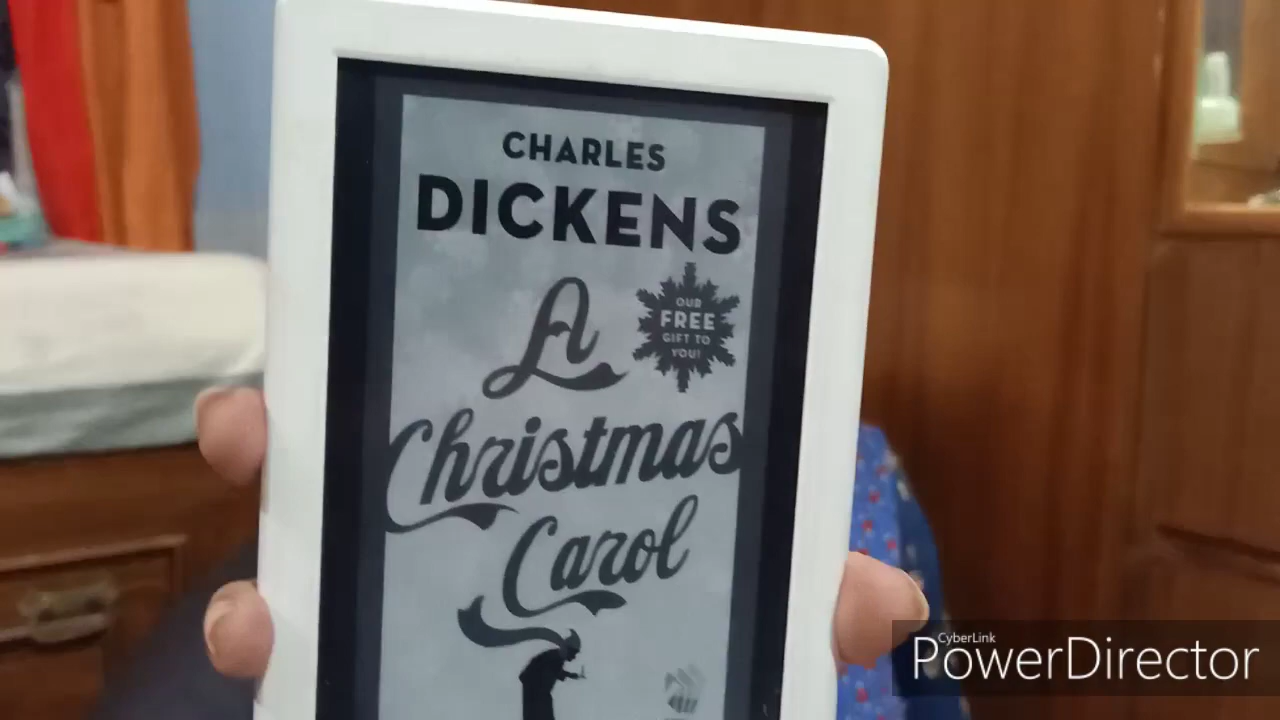 CHARLES
DICKENS
A
OUR
FREE
GIFT TO
YOU!
Christmas
Carol
CyberLink
PowerDirector